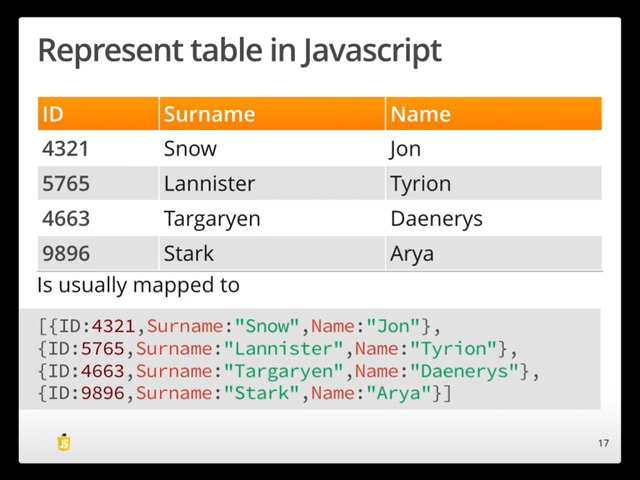 Represent table in Javascript
ID Surname Name
4321 Snow Jon
5765 Lannister Tyrion
4663 Targaryen Daenerys
9896 Stark Arya
Is usually mapped to
[{ID:4321,Surname:"Snow",Name:"Jon"},
{ID:5765,Surname:"Lannister",Name:"Tyrion"},
{ID:4663,Surname:"Targaryen",Name:"Daenerys"},
{ID:9896,Surname:"Stark",Name:"Arya"}]
JS
17